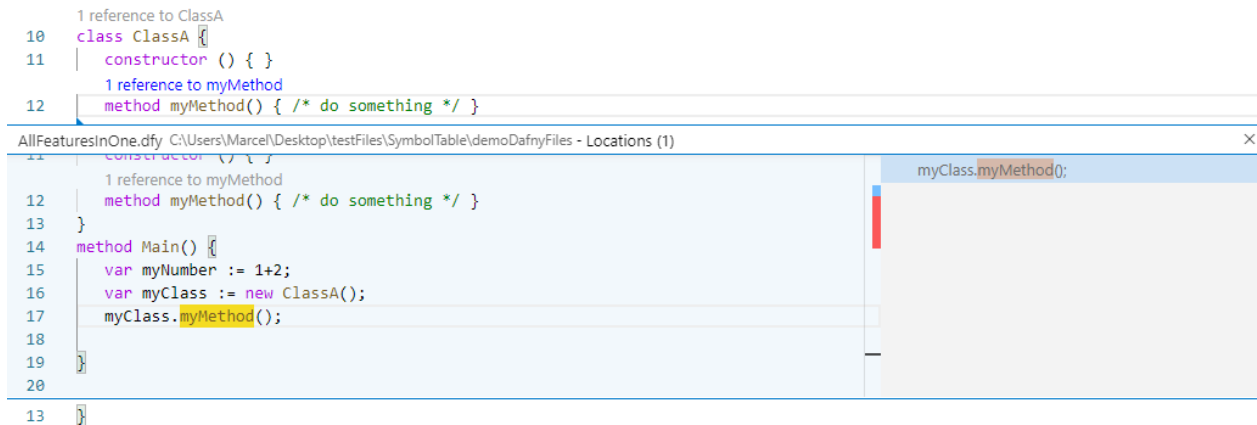 1 reference to ClassA
10 class ClassA {
11 constructor () { }
1 reference to myMethod
12 method myMethod() { /* do something */ }
AllFeaturesInOne.dfy C:\Users\Marcel\Desktop\testFiles\SymbolTable\demoDafnyFiles - Locations (1)
11 constructor () { }
1 reference to myMethod
12 method myMethod() { /* do something */ }
13 }
14 method Main() {
15 var myNumber := 1+2;
16 var myClass := new ClassA();
17 myClass.myMethod();
18
19 }
20
myClass.myMethod();
13 }